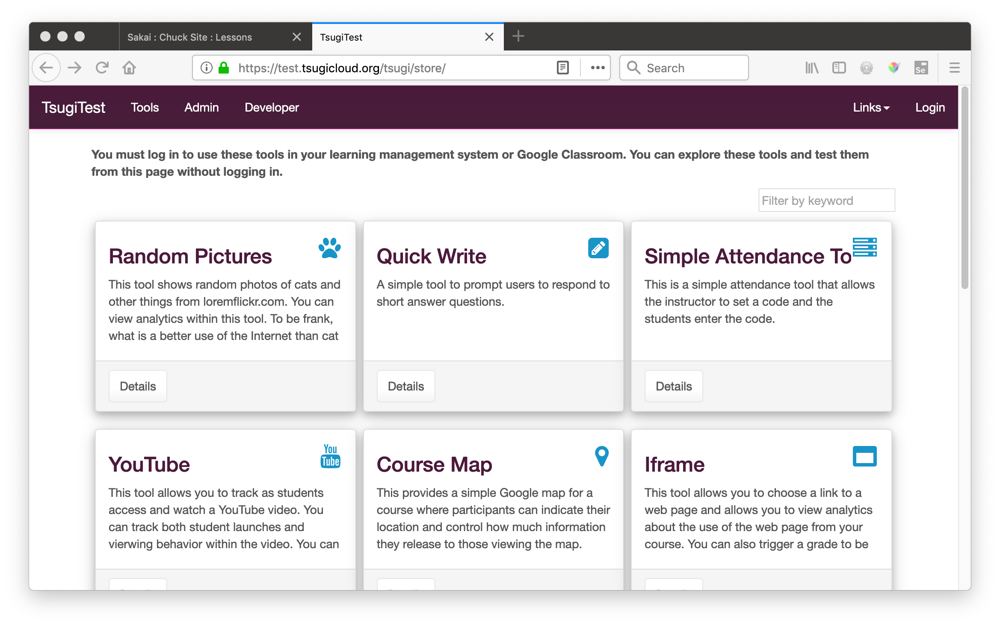 Sakai : Chuck Site : Lessons
TsugiTest
https://test.tsugicloud.org/tsugi/store/
Search
Se
TsugiTest Tools Admin Developer Links Login
You must log in to use these tools in your learning management system or Google Classroom. You can explore these tools and test them
from this page without logging in.
Filter by keyword
Random Pictures
This tool shows random photos of cats and
other things from loremflickr.com. You can
view analytics within this tool. To be frank,
what is a better use of the Internet than cat
Details
Quick Write
A simple tool to prompt users to respond to
short answer questions.
Details
Simple Attendance To
This is a simple attendance tool that allows
the instructor to set a code and the
students enter the code.
Details
YouTube
You
Tube
This tool allows you to track as students
access and watch a YouTube video. You
can track both student launches and
vierwing behavior within the video. You can
Course Map
This provides a simple Google map for a
course where participants can indicate their
location and control how much information
they release to those viewing the map.
Iframe
This tool allows you to choose a link to a
web page and allows you to view analytics
about the use of the web page from your
course. You can also trigger a grade to be